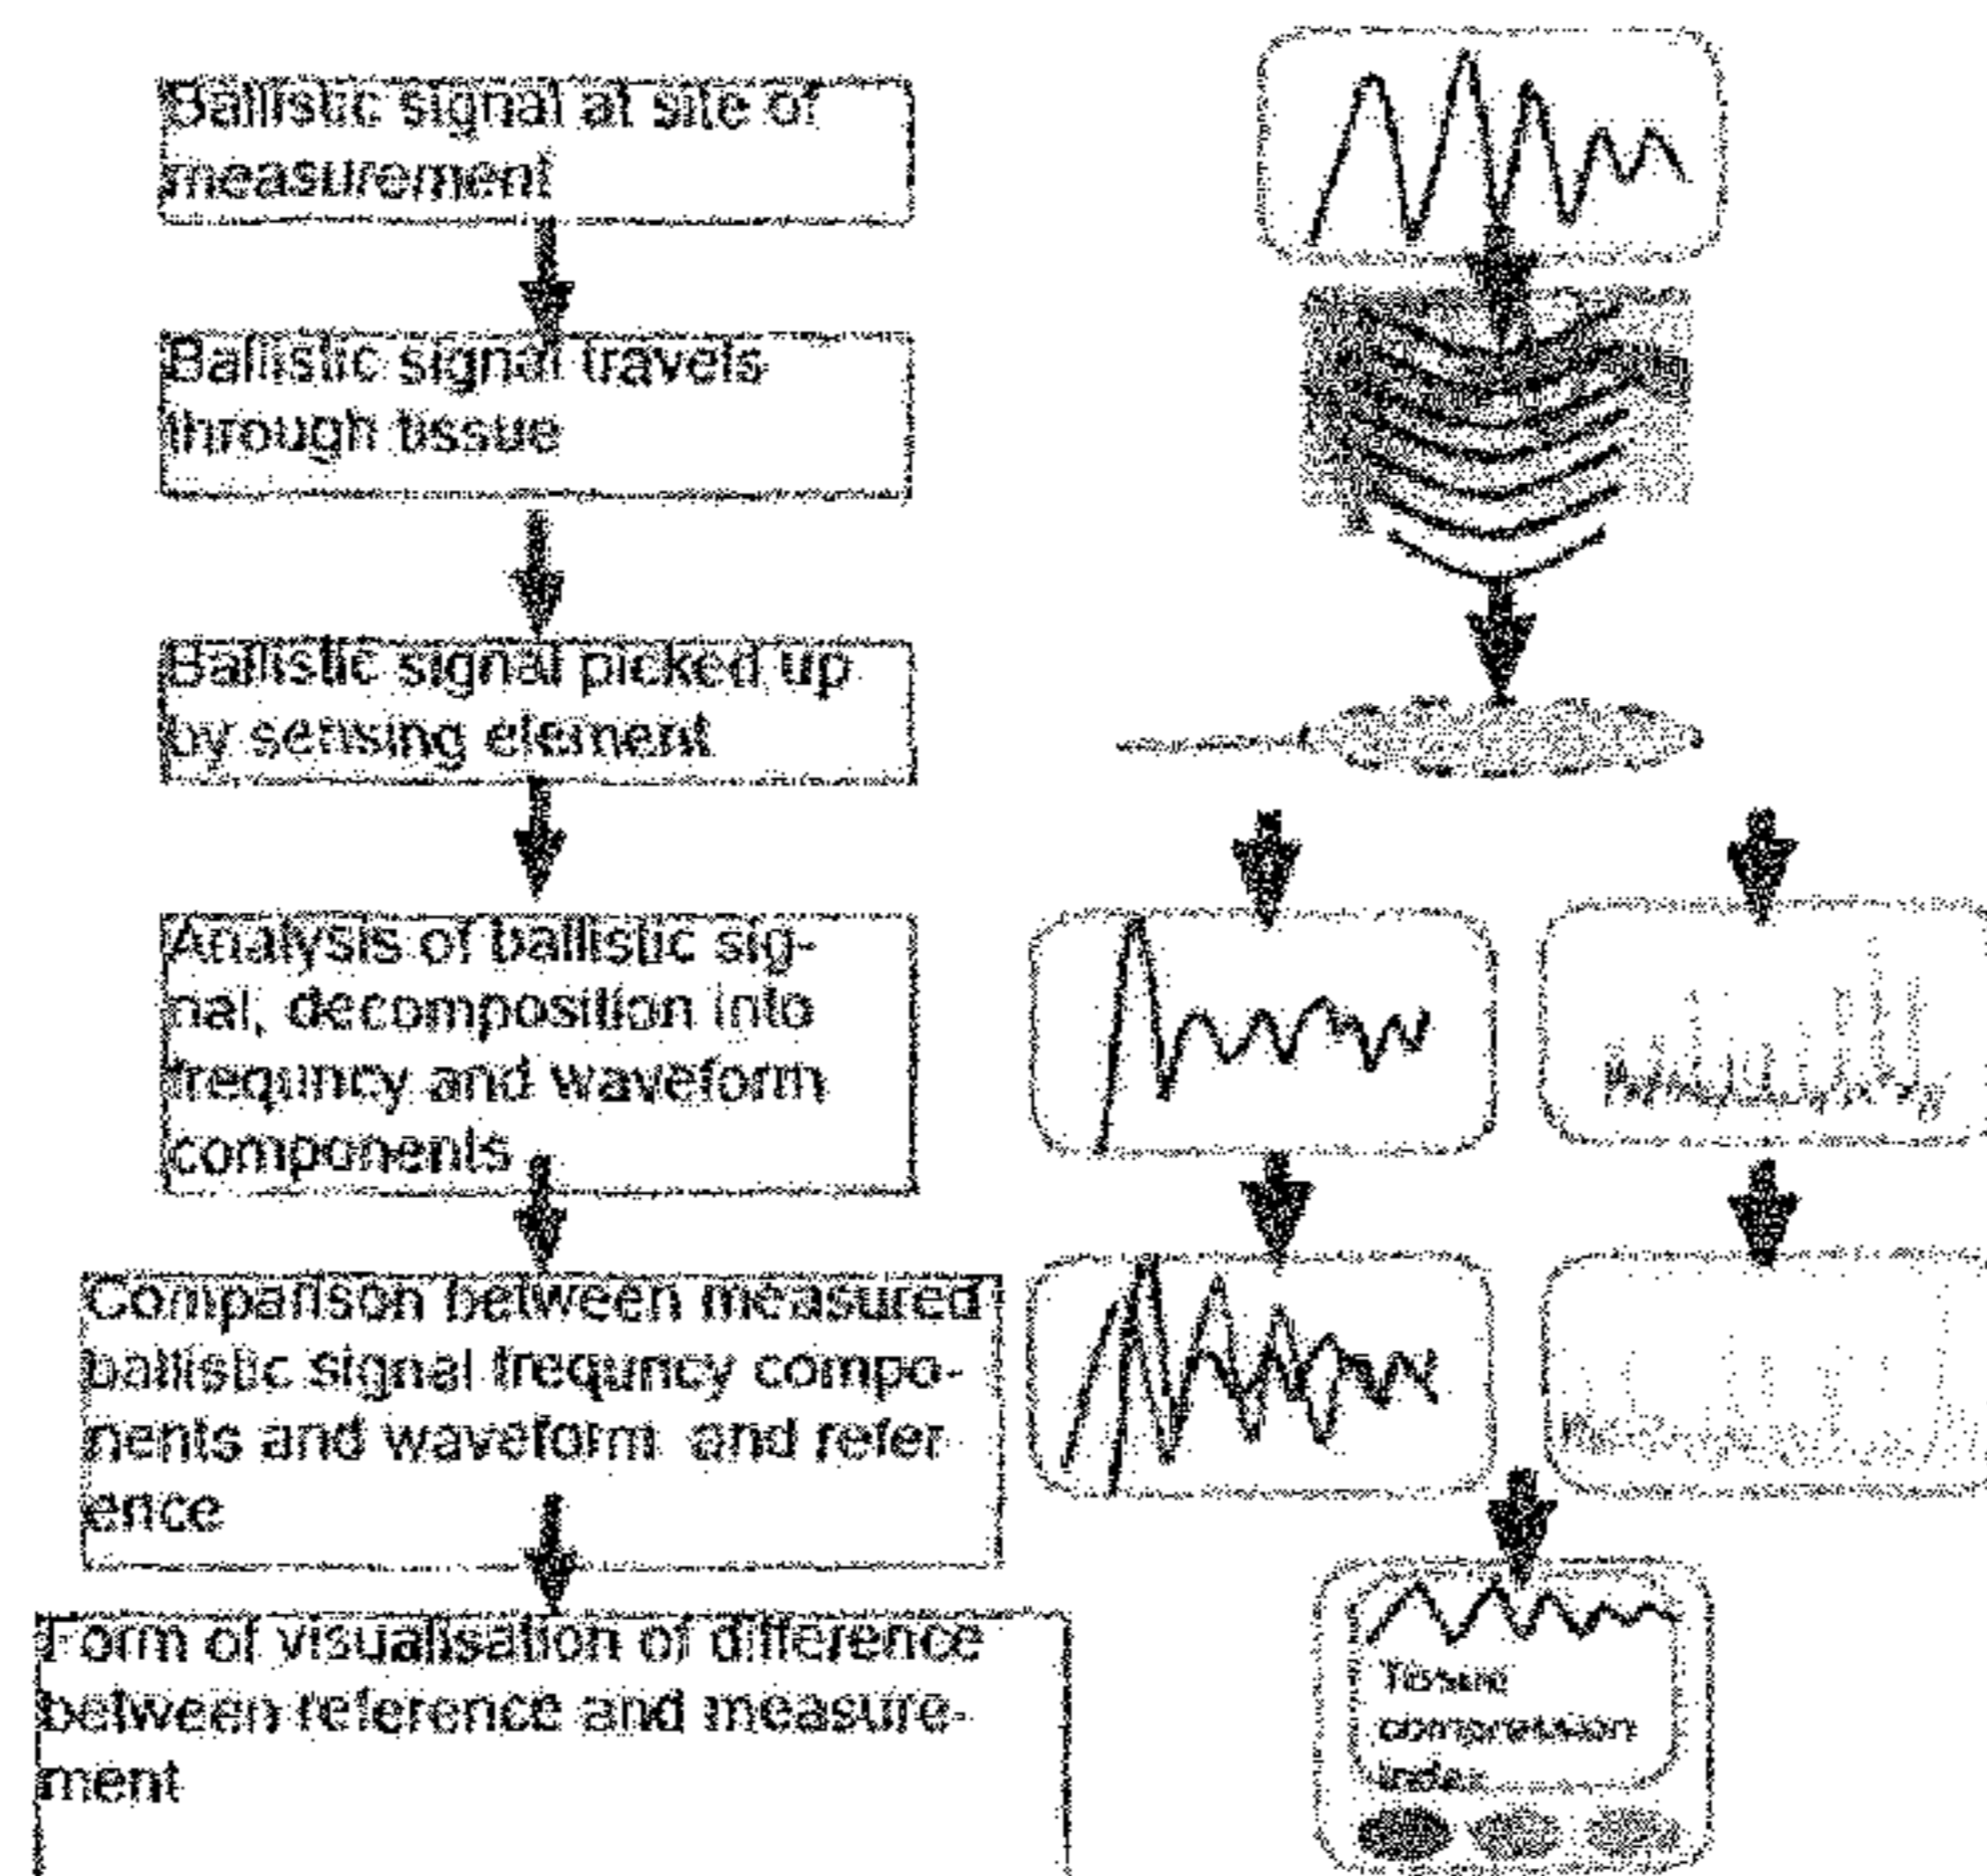 Ballistic signal at site of
measurement
Ballistic signal travels
through tissue
Ballistic signal picked up
by sensing element
Analysis of ballistic sig-
nal, decomposition into
frequncy and waveform
components
Comparison between measured
ballistic signal frequncy compo-
nents and waveform and refer
ence
Form of visualisation of difference
between reference and measure-
ment
Tissue
compression
index